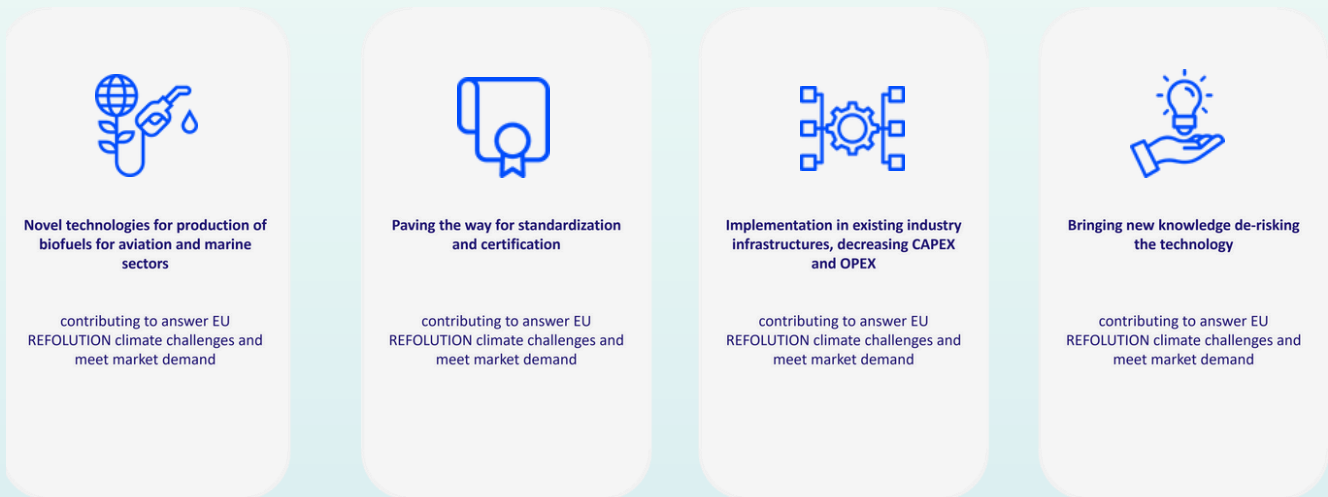 Novel technologies for production of
biofuels for aviation and marine
sectors
contributing to answer EU
REFOLUTION climate challenges and
meet market demand
Paving the way for standardization
and certification
contributing to answer EU
REFOLUTION climate challenges and
meet market demand
Implementation in existing industry
infrastructures, decreasing CAPEX
and OPEX
contributing to answer EU
REFOLUTION climate challenges and
meet market demand
Bringing new knowledge de-risking
the technology
contributing to answer EU
REFOLUTION climate challenges and
meet market demand